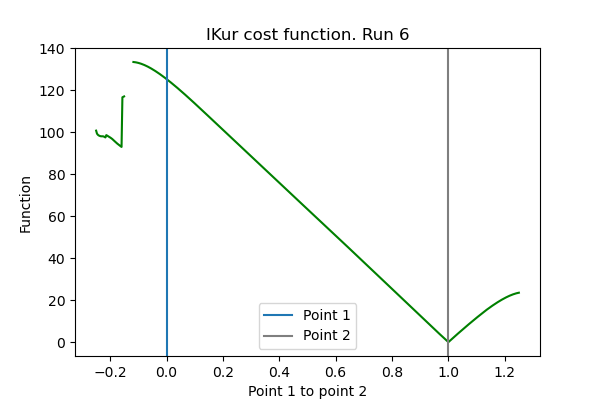 IKur cost function. Run 6
Function
140
120
100
80
60
40
20
0
−0.2 0.0 0.2 0.4 0.6 0.8 1.0 1.2
Point 1 to point 2
Point 1
Point 2